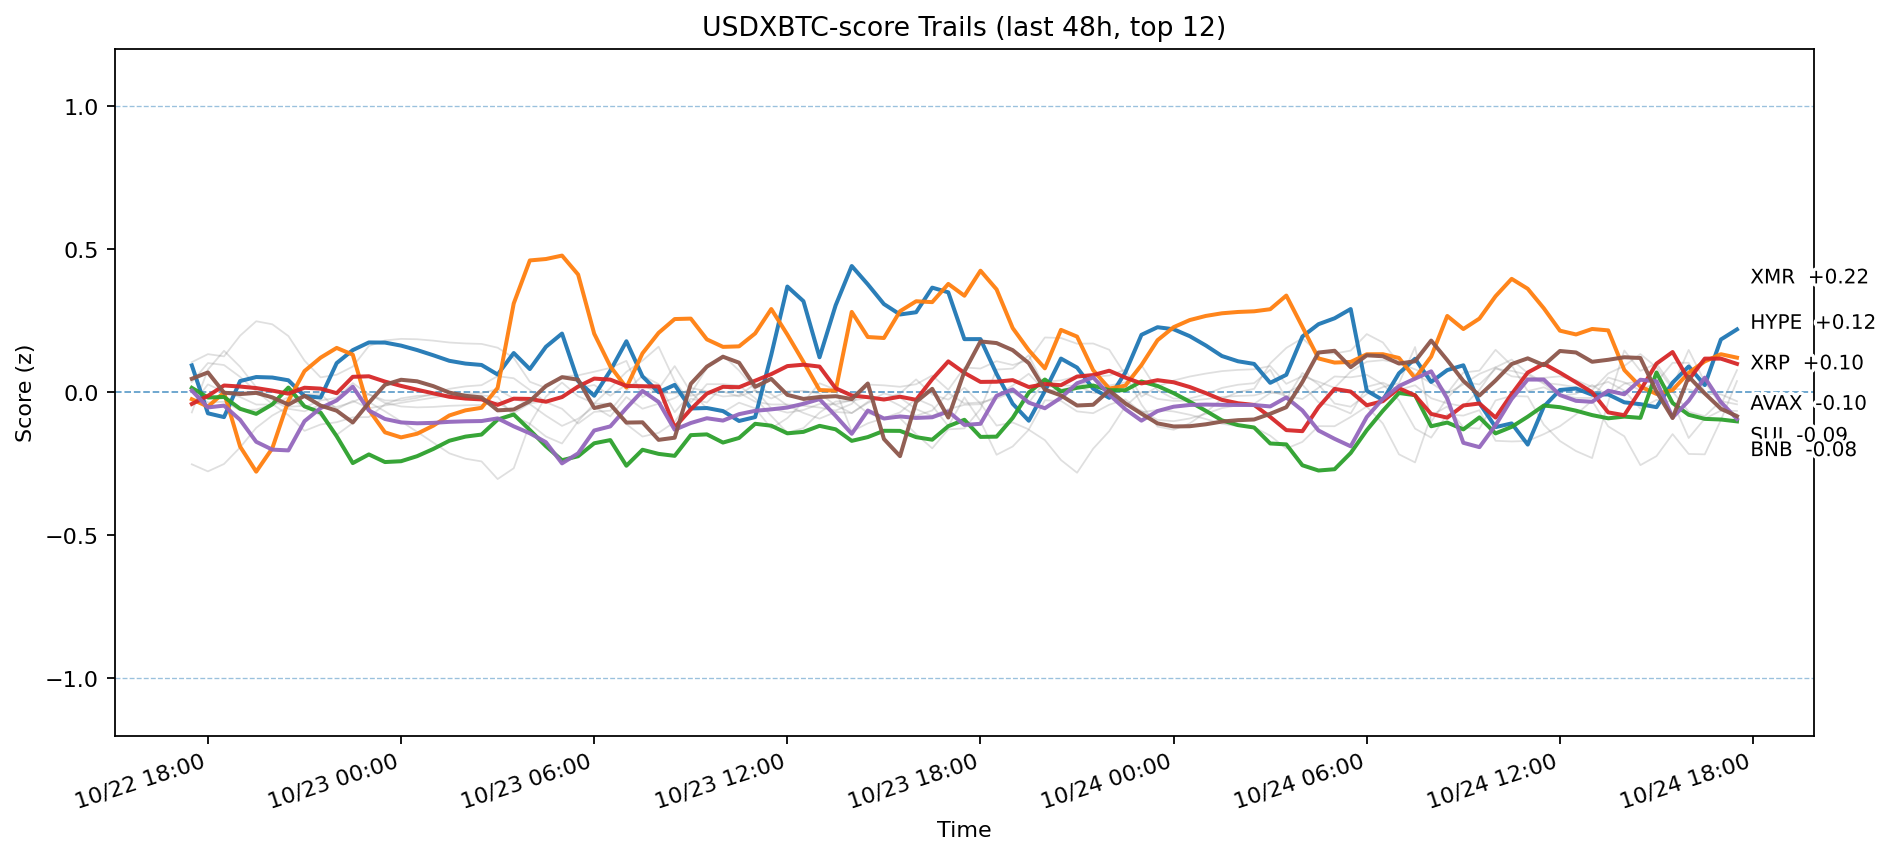 USDXBTC-score Trails (last 48h, top 12)
Score (z)
1.0
0.5
0.0
−0.5
−1.0
XMR +0.22
HYPE +0.12
XRP +0.10
AVAX -0.10
-0.09
BNB -0.08
10/22 18:00
10/23 00:00
10/23 06:00
10/23 12:00
10/23 18:00
10/24 00:00
10/24 06:00
10/24 12:00
10/24 18:00
Time